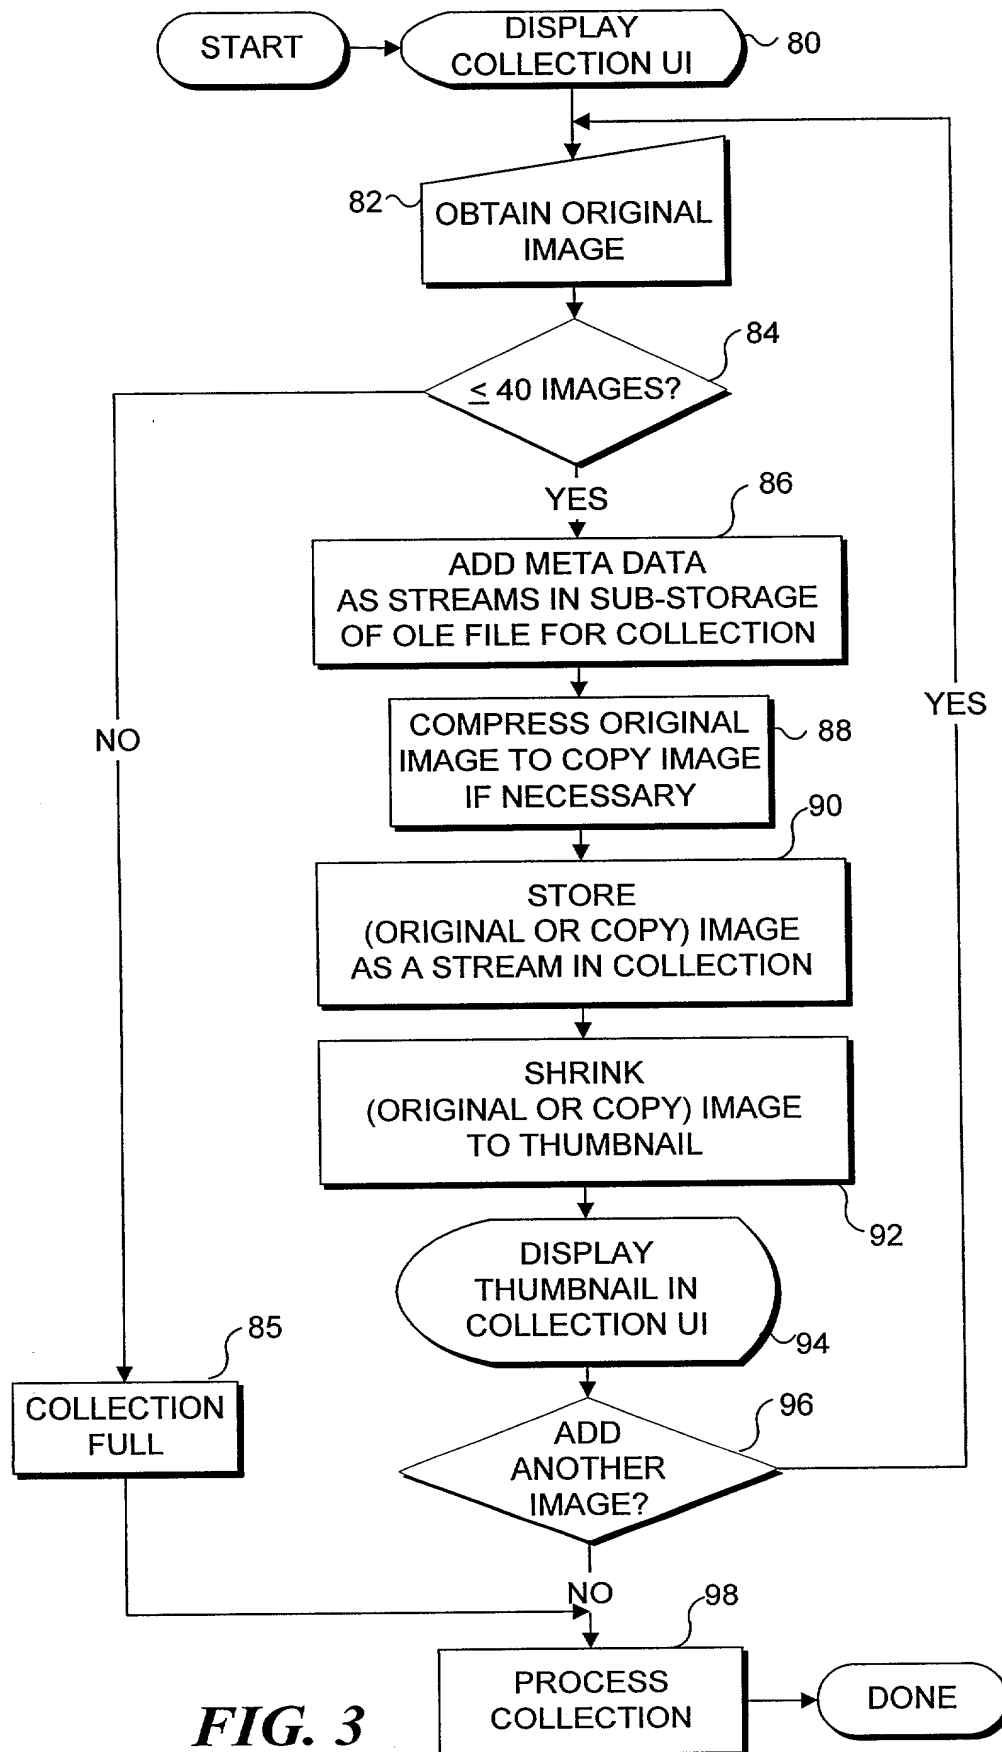 START
DISPLAY
COLLECTION UI
80
82
OBTAIN ORIGINAL
IMAGE
84
≤ 40 IMAGES?
YES
86
ADD META DATA
AS STREAMS IN SUB-STORAGE
OF OLE FILE FOR COLLECTION
NO
YES
COMPRESS ORIGINAL
IMAGE TO COPY IMAGE
IF NECESSARY
88
90
STORE
(ORIGINAL OR COPY) IMAGE
AS A STREAM IN COLLECTION
SHRINK
(ORIGINAL OR COPY) IMAGE
TO THUMBNAIL
92
DISPLAY
THUMBNAIL IN
COLLECTION UI
94
85
COLLECTION
FULL
96
ADD
ANOTHER
IMAGE?
NO
98
PROCESS
COLLECTION
DONE
FIG. 3